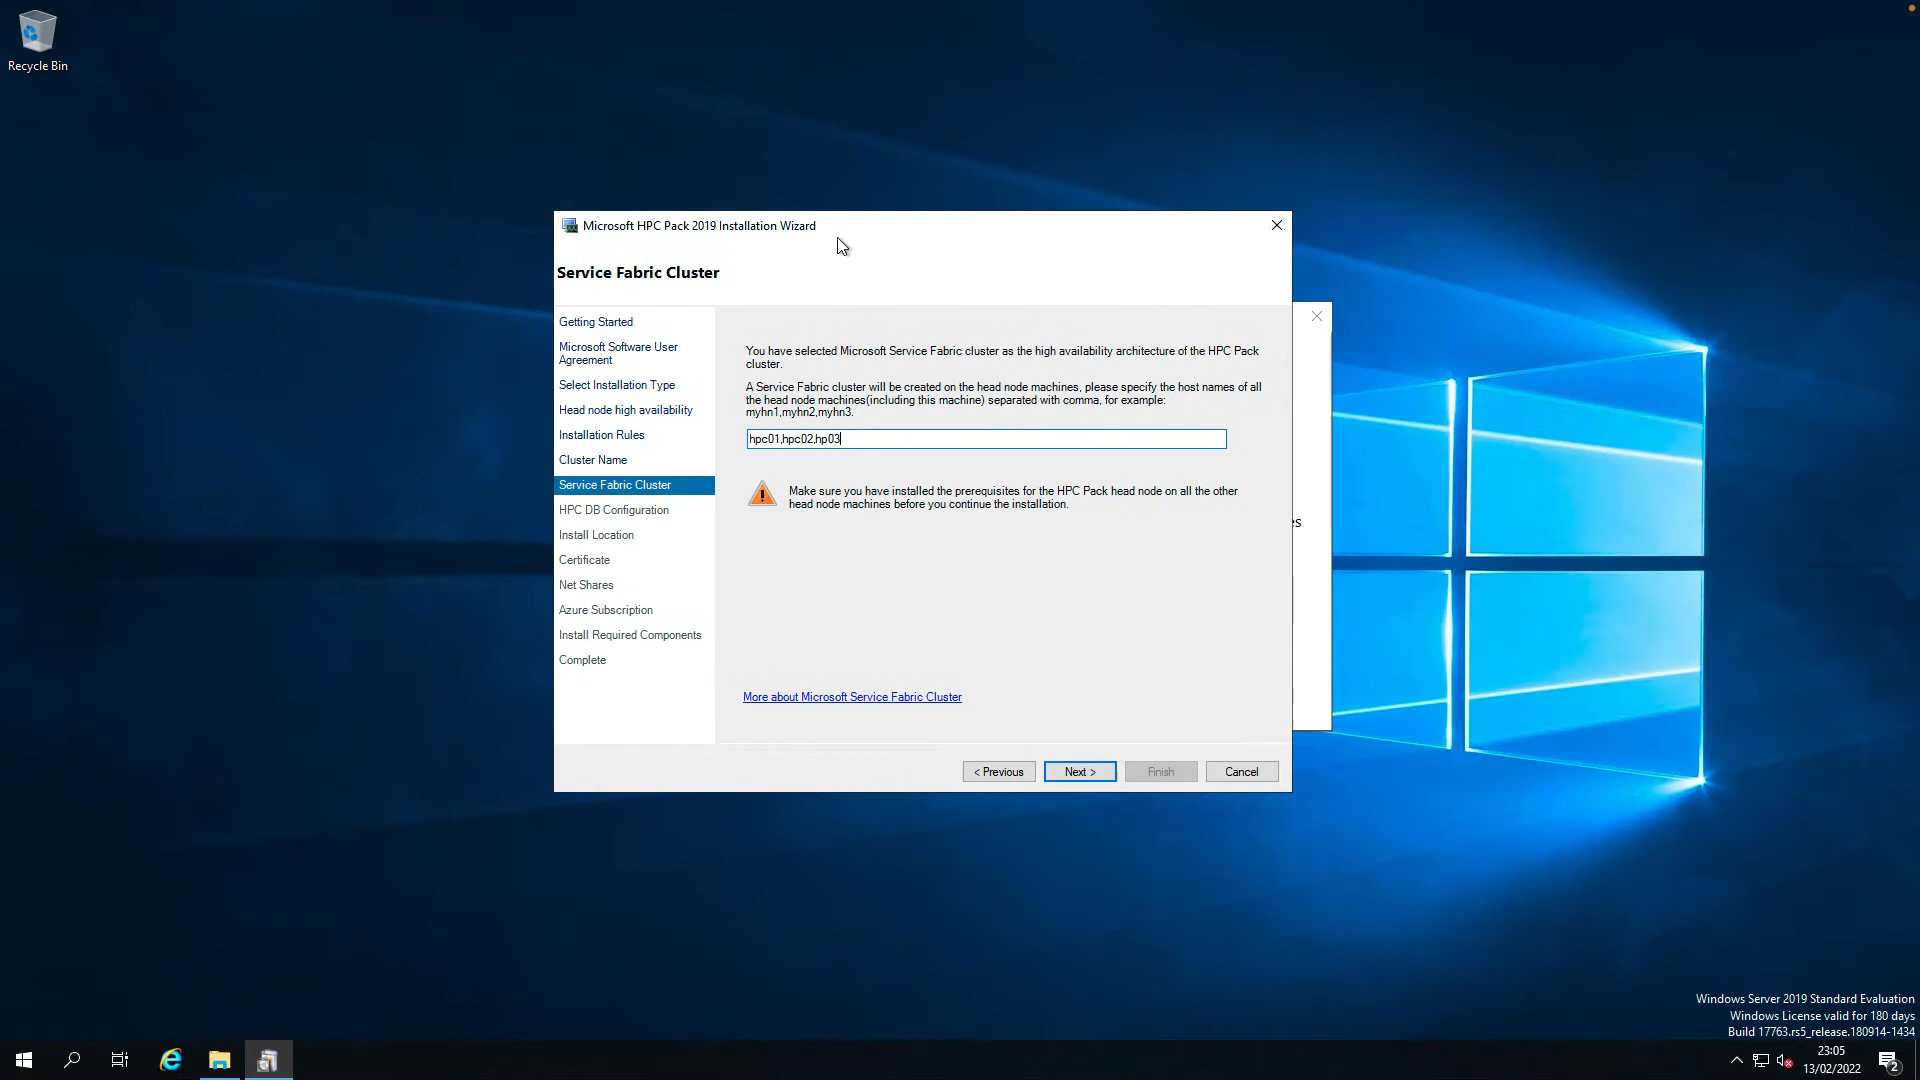 Recycle Bin
Microsoft HPC Pack 2019 Installation Wizard
Service Fabric Cluster
Getting Started
Microsoft Software User
Agreement
Select Installation Type
Head node high availability
Installation Rules
Cluster Name
Service Fabric Cluster
HPC DB Configuration
Install Location
Certificate
Net Shares
Azure Subscription
Install Required Components
Complete
You have selected Microsoft Service Fabric cluster as the high availability architecture of the HPC Pack
cluster.
A Service Fabric cluster will be created on the head node machines, please specify the host names of all
the head node machines(including this machine) separated with comma, for example:
myhn1,myhn2,myhn3.
hpc01,hpc02,hp03
Make sure you have installed the prerequisites for the HPC Pack head node on all the other
head node machines before you continue the installation.
More about Microsoft Service Fabric Cluster
< Previous
Next >
Finish
Cancel
es
Windows Server 2019 Standard Evaluation
Windows License valid for 180 days
Build 17763.rs5_release.180914-1434
23:05
13/02/2022
2